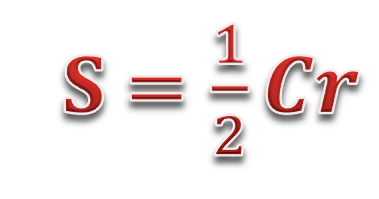 S = 1/2 Cr